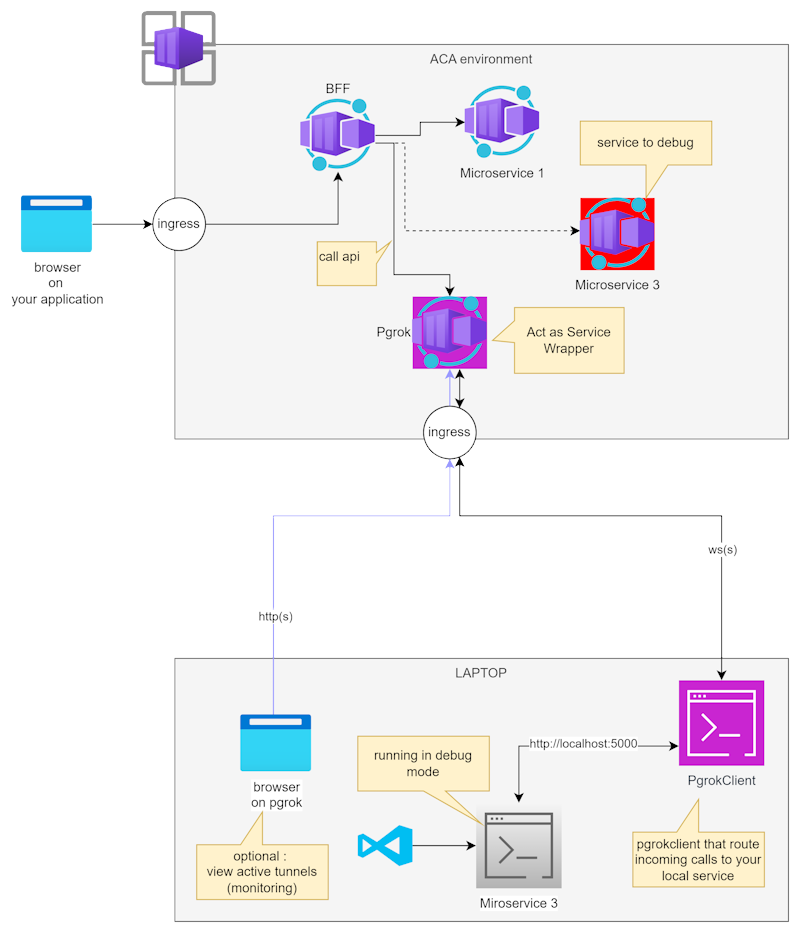 ACA environment
BFF
Microservice 1
service to debug
ingress
browser
on
your application
call api
Microservice 3
Pgrok
Act as Service
Wrapper
ingress
ws(s)
http(s)
LAPTOP
running in debug
mode
http://localhost:5000
browser
on pgrok
PgrokClient
optional :
view active tunnels
(monitoring)
pgrokclient that route
incoming calls to your
local service
Miroservice 3